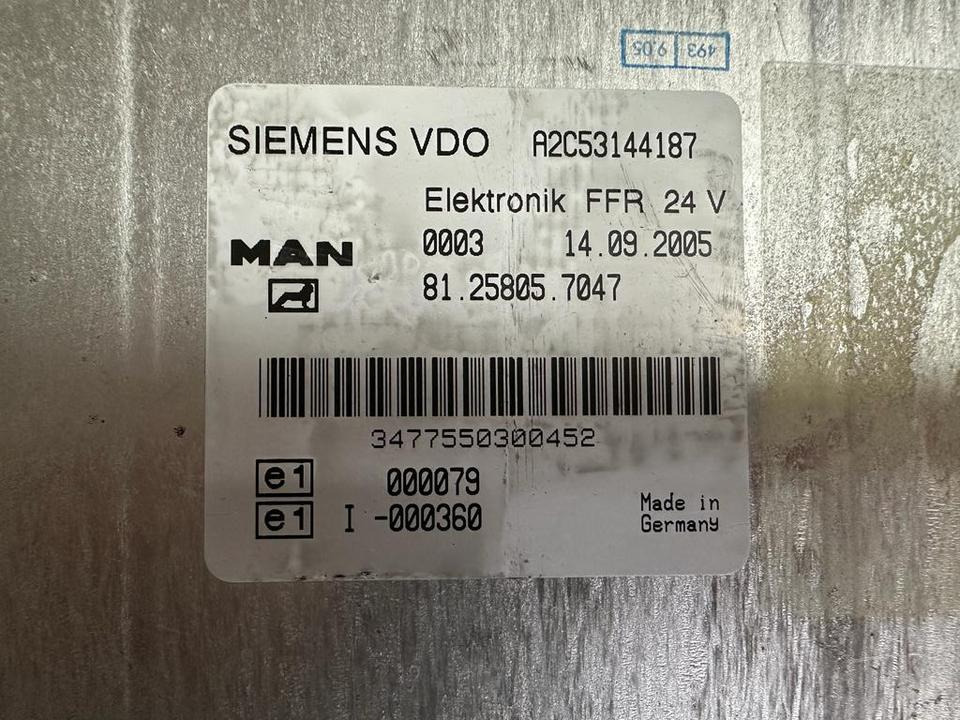 493 9.05
SIEMENS VDO A2C53144187
Elektronik FFR 24 V
MAN 0003 14.09.2005
81.25805.7047
3477550300452
e1 000079
e1 I -000360
Made in
Germany